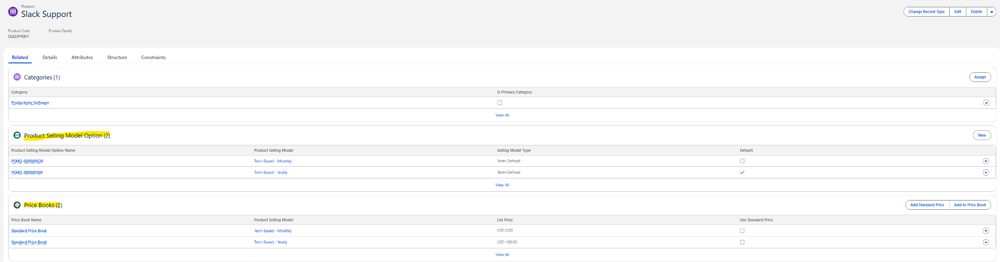 Product
Slack Support
Change Record Type Edit Delete
Product Code Product Family
SLKDPP007
Related Details Attributes Structure Constraints
Categories (1) Assign
Category Is Primary Category
Productivity Software
View All
Product Selling Model Option (2) New
Product Selling Model Option Name Product Selling Model Selling Model Type Default
PSMO-000000038 Term Based - Monthly Term-Defined
PSMO-000000109 Term Based - Yearly Term-Defined
View All
Price Books (2) Add Standard Price Add to Price Book
Price Book Name Product Selling Model List Price Use Standard Price
Standard Price Book Term Based - Monthly USD 0.00
Standard Price Book Term Based - Yearly USD 100.00
View All